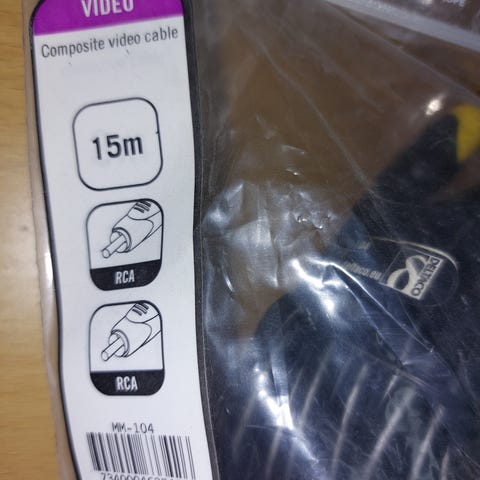 VIDEO
Composite video cable
15m
RCA
RCA
MM-104
DELTACO